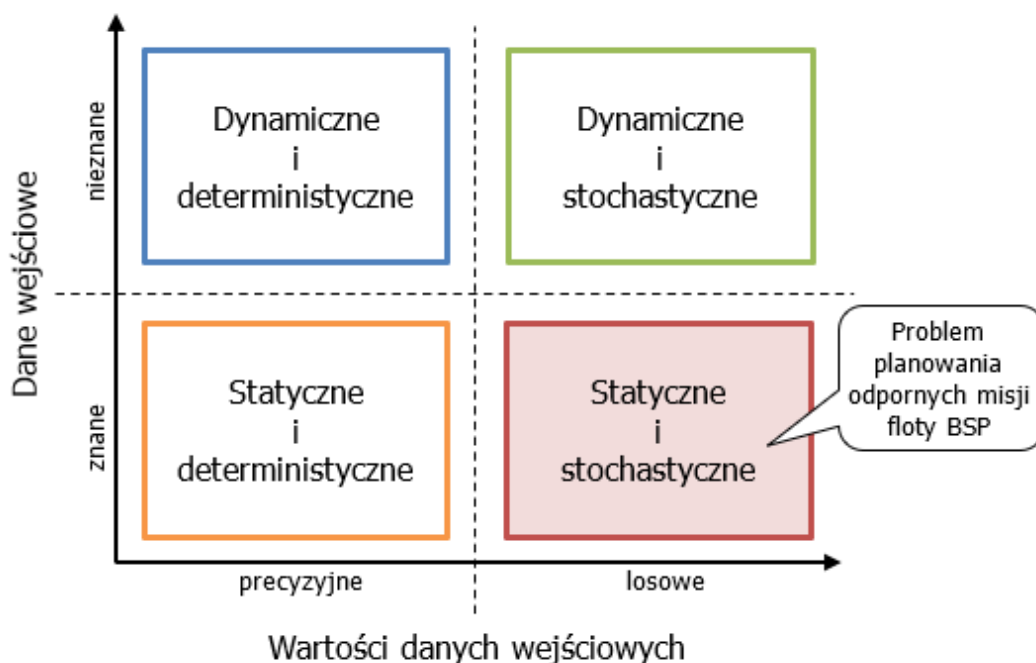 Dane wejściowe
nieznane
znane
Dynamiczne
i
deterministyczne
Dynamiczne
i
stochastyczne
Statyczne
i
deterministyczne
Statyczne
i
stochastyczne
Problem
planowania
odpornych misji
floty BSP
precyzyjne
losowe
Wartości danych wejściowych